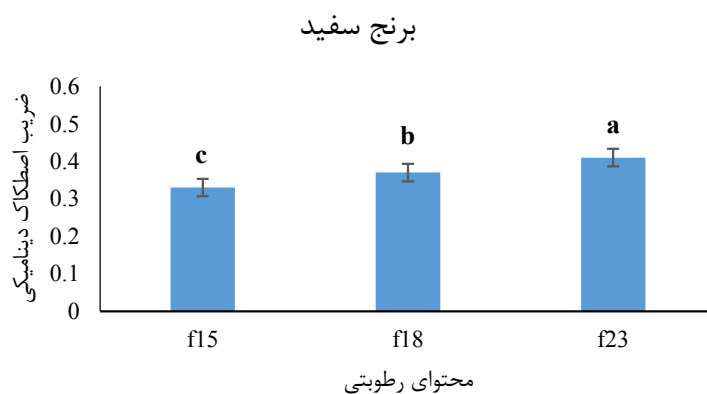 برنج سفید
ضریب اصطکاک دینامیکی
0.6
0.5
0.4
0.3
0.2
0.1
0
c
b
a
f15
f18
f23
محتوای رطوبتی